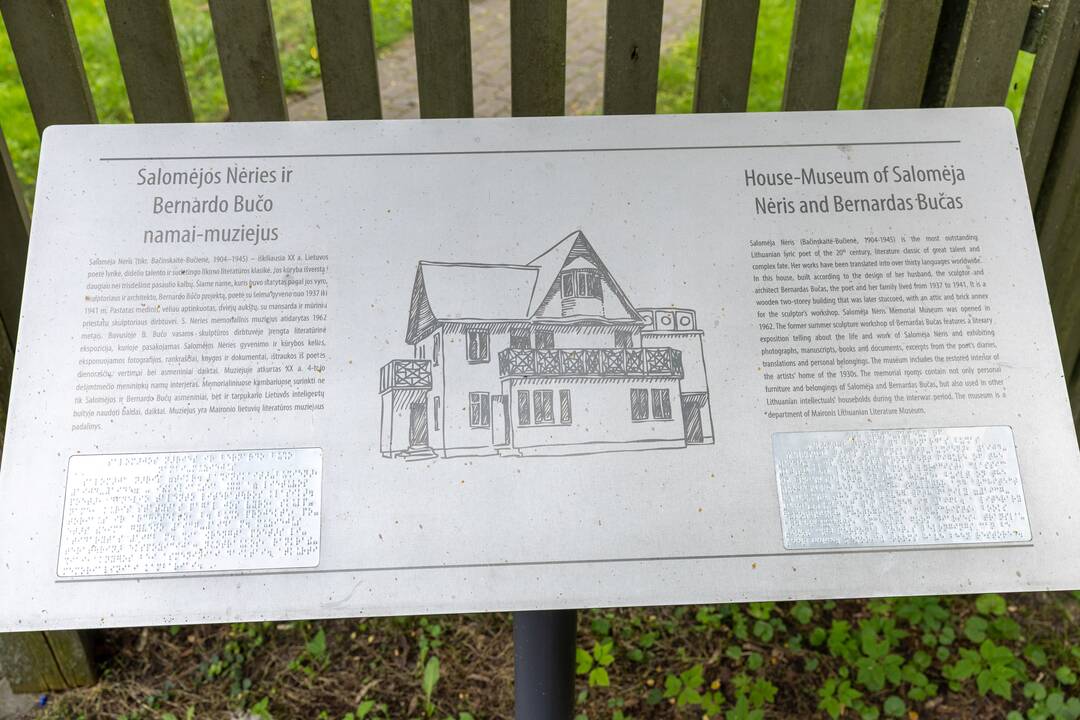 Salomėjos Nėries ir
Bernardo Bučo
namai-muziejus
Salomėja Nėris (tikr. Bačinskaitė-Bučienė, 1904–1945) – iškiliausia XX a. Lietuvos
poetė lyrikė, didelio talento ir sudėtingo likimo literatūros klasikė. Jos kūryba išversta į
daugiau nei trisdešimt pasaulio kalbų. Šiame name, kuris buvo statytas pagal jos vyro,
skulptoriaus ir architekto, Bernardo Bučo projektą, poetė su šeima gyveno nuo 1937 iki
1941 m. Pastatas medinis, vėliau aptinkuotas, dviejų aukštų, su mansarda ir mūriniu
priestatu skulptoriaus dirbtuvei. S. Nėries memorialinis muziejus atidarytas 1962
metais. Buvusioje B. Bučo vasaros skulptūros dirbtuvėje įrengta literatūrinė
ekspozicija, kurioje pasakojamas Salomėjos Nėries gyvenimo ir kūrybos kelias,
eksponuojamos fotografijos, rankraščiai, knygos ir dokumentai, ištraukos iš poetės
dienoraščių, vertimai bei asmeniniai daiktai. Muziejuje atkurtas XX a. 4-tojo
dešimtmečio menininkų namų interjeras. Memorialiniuose kambariuose surinkti ne
tik Salomėjos ir Bernardo Bučų asmeniniai, bet ir tarpukario Lietuvos inteligentų
buityje naudoti baldai, daiktai. Muziejus yra Maironio lietuvių literatūros muziejaus
padalinys.
House-Museum of Salomėja
Nėris and Bernardas Bučas
Salomėja Nėris (Bačinskaitė-Bučienė, 1904-1945) is the most outstanding
Lithuanian lyric poet of the 20th century, literature classic of great talent and
complex fate. Her works have been translated into over thirty languages worldwide.
In this house, built according to the design of her husband, the sculptor and
architect Bernardas Bučas, the poet and her family lived from 1937 to 1941. It is a
wooden two-storey building that was later stuccoed, with an attic and brick annex
for the sculptor's workshop. Salomėja Nėris Memorial Museum was opened in
1962. The former summer sculpture workshop of Bernardas Bučas features a literary
exposition telling about the life and work of Salomėja Nėris and exhibiting
photographs, manuscripts, books and documents, excerpts from the poet's diaries,
translations and personal belongings. The museum includes the restored interior of
the artists' home of the 1930s. The memorial rooms contain not only personal
furniture and belongings of Salomėja and Bernardas Bučas, but also used in other
Lithuanian intellectuals' households during the interwar period. The museum is a
department of Maironis Lithuanian Literature Museum.